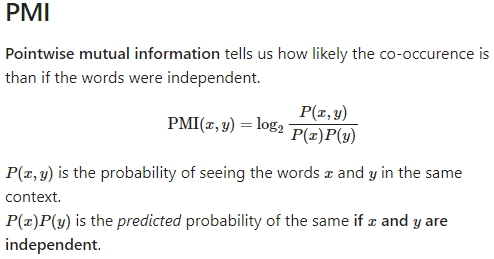 PMI
Pointwise mutual information tells us how likely the co-occurence is
than if the words were independent.
PMI(x, y) = log₂ P(x, y) / P(x)P(y)
P(x, y) is the probability of seeing the words x and y in the same
context.
P(x)P(y) is the predicted probability of the same if x and y are
independent.